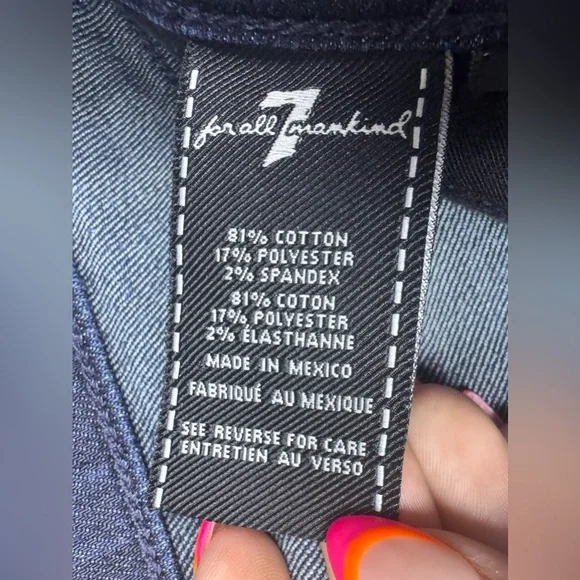 for all 7 mankind
81% COTTON
17% POLYESTER
2% SPANDEX
81% COTON
17% POLYESTER
2% ÉLASTHANNE
MADE IN MEXICO
FABRIQUÉ AU MEXIQUE
SEE REVERSE FOR CARE
ENTRETIEN AU VERSO